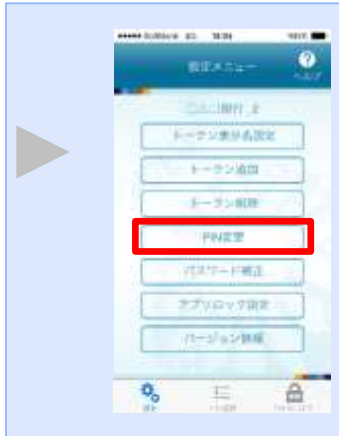 設定メニュー
?
ヘルプ
トークン表示名設定
トークン追加
トークン削除
PIN変更
パスワード補正
アプリロック設定
バージョン情報
設定